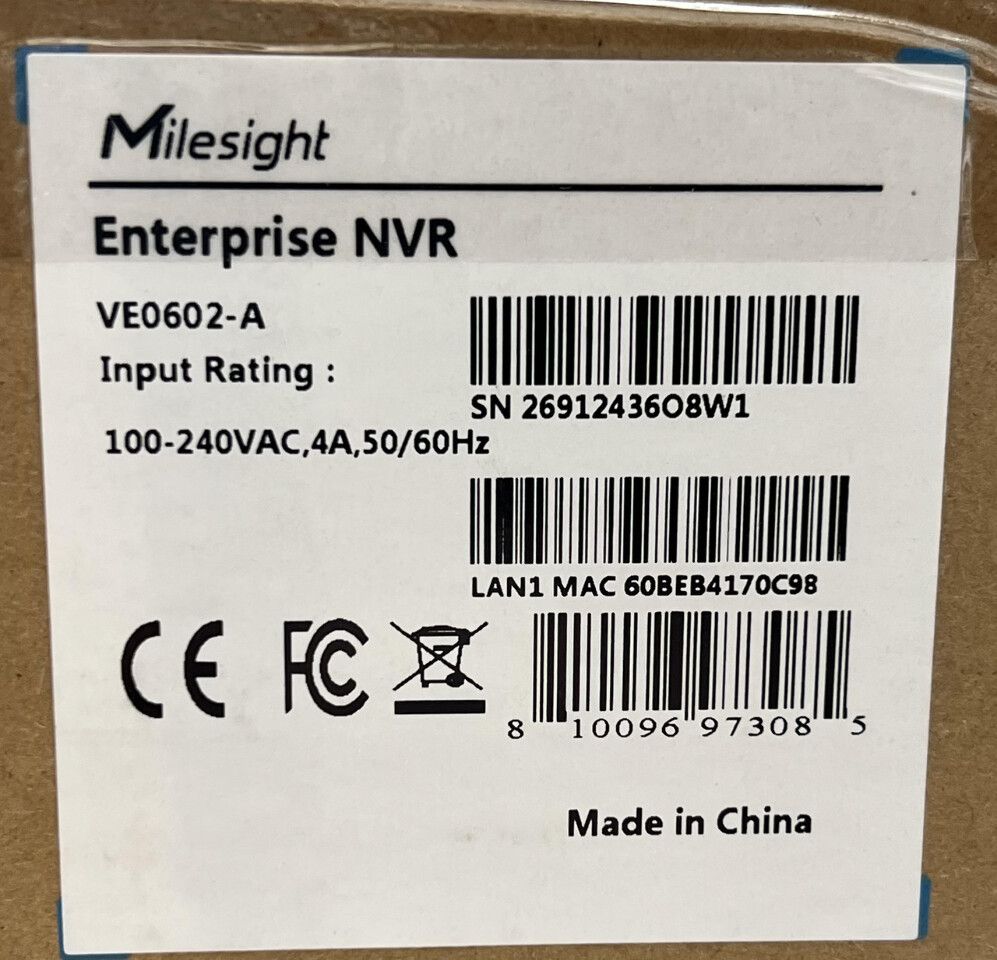 Milesight
Enterprise NVR
VE0602-A
Input Rating :
100-240VAC,4A,50/60Hz
SN 26912436O8W1
LAN1 MAC 60BEB4170C98
CE FC
8 10096 97308 5
Made in China